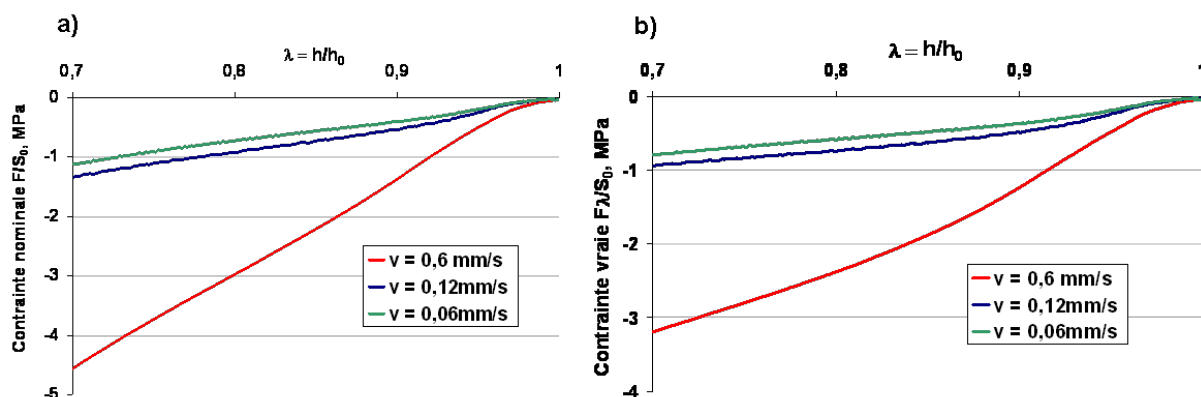 a)
λ = h/h0
0,7 0,8 0,9 1
0
-1
-2
-3
-4
-5
Contrainte nominale F/S0, MPa
v = 0,6 mm/s
v = 0,12mm/s
v = 0,06mm/s
b)
λ = h/h0
0,7 0,8 0,9 1
0
-1
-2
-3
-4
Contrainte vraie Fλ/S0, MPa
v = 0,6 mm/s
v = 0,12mm/s
v = 0,06mm/s